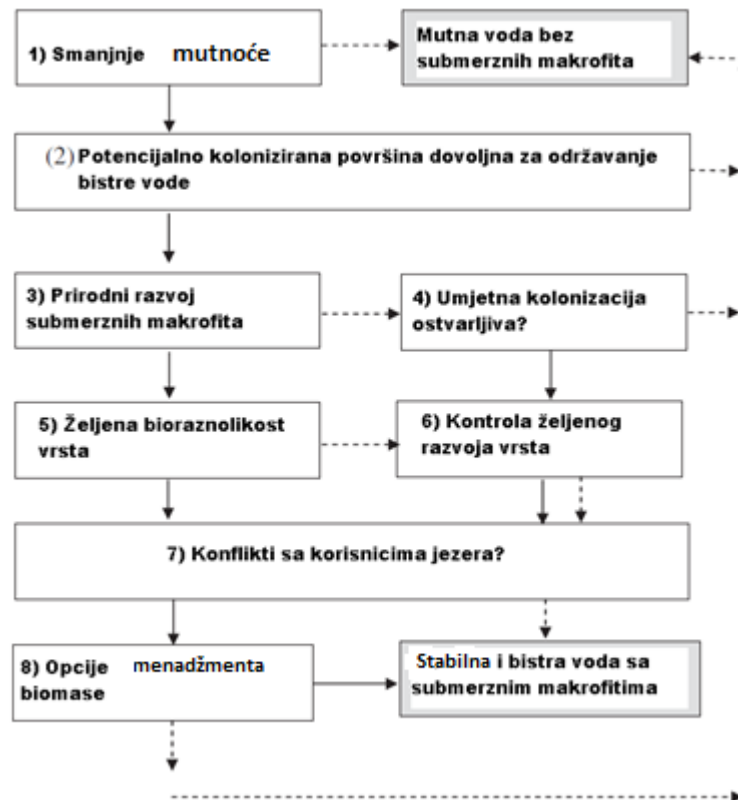 1) Smanjnje mutnoće
Mutna voda bez
submerznih makrofita
(2) Potencijalno kolonizirana površina dovoljna za održavanje
bistre vode
3) Prirodni razvoj
submerznih makrofita
4) Umjetna kolonizacija
ostvarljiva?
5) Željena bioraznolikost
vrsta
6) Kontrola željenog
razvoja vrsta
7) Konflikti sa korisnicima jezera?
8) Opcije menadžmenta
biomase
Stabilna i bistra voda sa
submerznim makrofitima